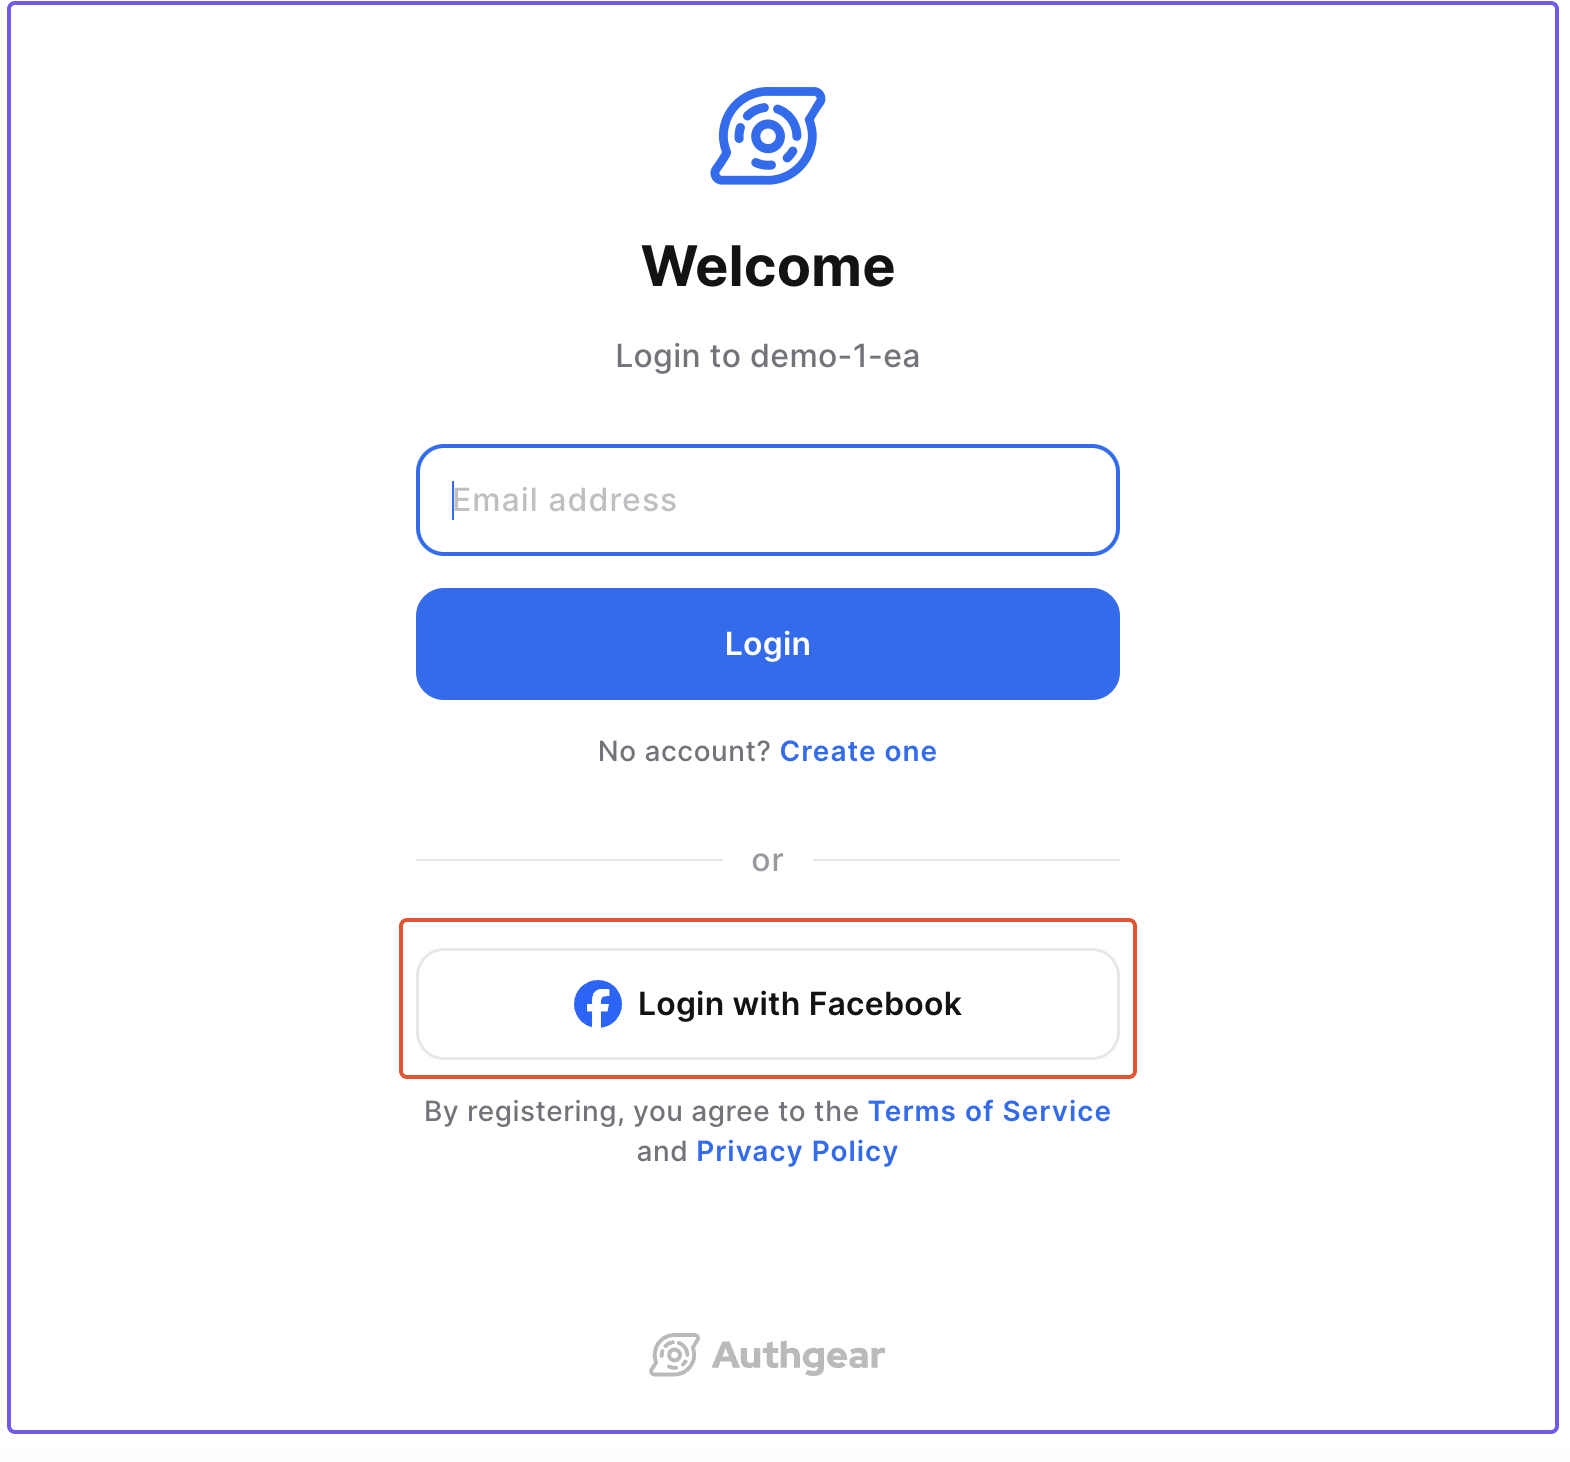 Welcome
Login to demo-1-ea
Email address
Login
No account? Create one
or
Login with Facebook
By registering, you agree to the Terms of Service
and Privacy Policy
Authgear